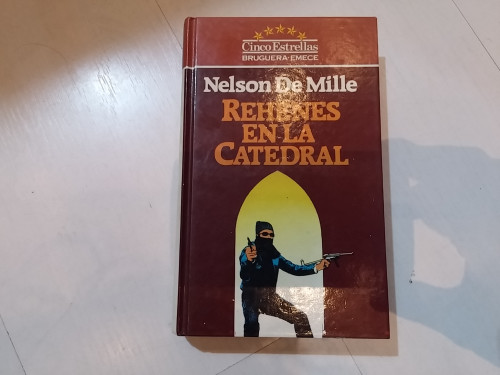 Cinco Estrellas
BRUGUERA-EMECE
Nelson De Mille
REHENES
EN LA
CATEDRAL